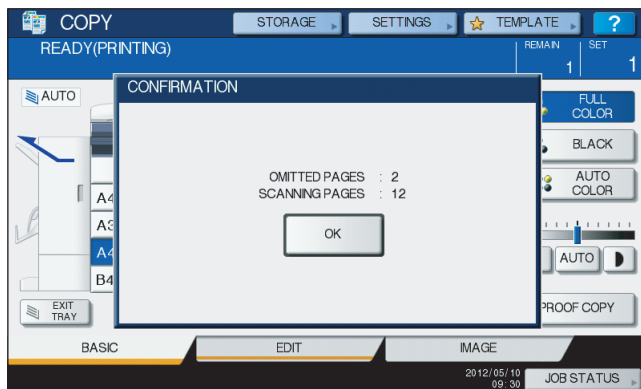 COPY
STORAGE
SETTINGS
TEMPLATE
?
READY(PRINTING)
REMAIN
1
SET
1
AUTO
CONFIRMATION
FULL
COLOR
BLACK
OMITTED PAGES : 2
SCANNING PAGES : 12
AUTO
COLOR
A4
A3
A4
B4
OK
AUTO
EXIT
TRAY
PROOF COPY
BASIC
EDIT
IMAGE
2012/05/10
09:30
JOB STATUS